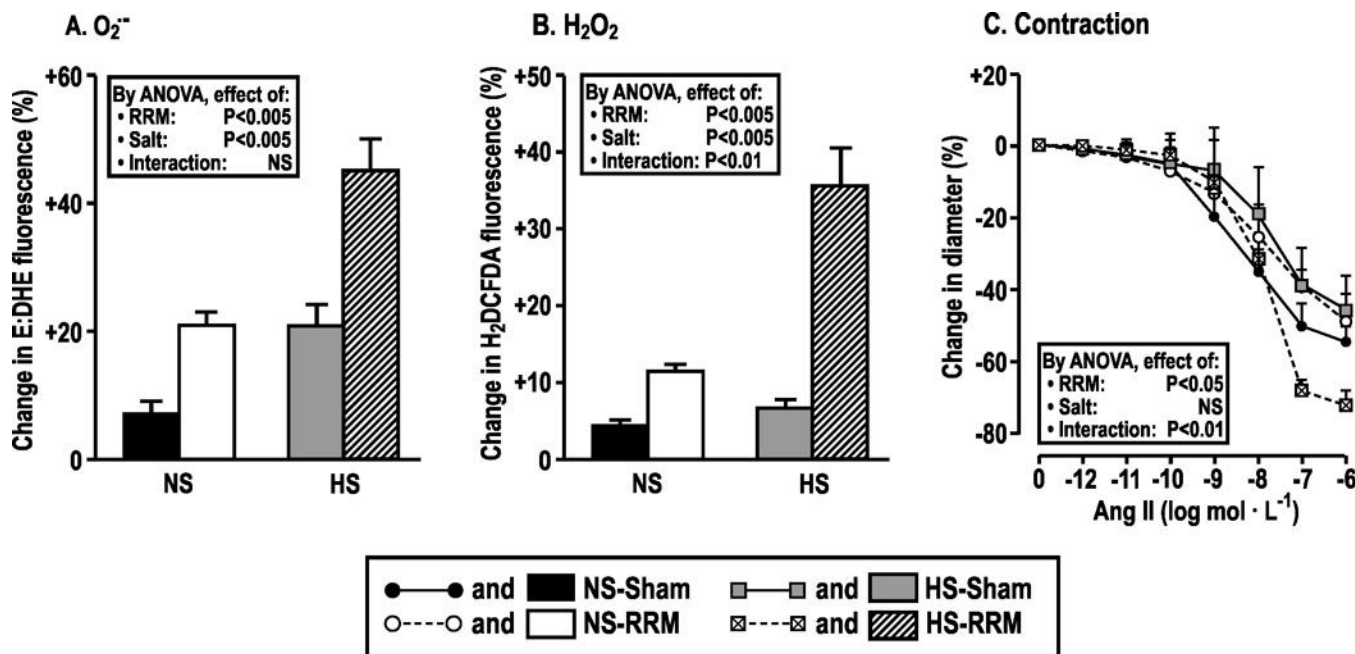 A. O₂·⁻
Change in E:DHE fluorescence (%)
+60
+40
+20
0
By ANOVA, effect of:
• RRM: P<0.005
• Salt: P<0.005
• Interaction: NS
NS HS
B. H₂O₂
Change in H₂DCFDA fluorescence (%)
+50
+40
+30
+20
+10
0
By ANOVA, effect of:
• RRM: P<0.005
• Salt: P<0.005
• Interaction: P<0.01
NS HS
C. Contraction
Change in diameter (%)
+20
0
-20
-40
-60
-80
By ANOVA, effect of:
• RRM: P<0.05
• Salt: NS
• Interaction: P<0.01
0 -12 -11 -10 -9 -8 -7 -6
Ang II (log mol · L⁻¹)
and NS-Sham and HS-Sham
and NS-RRM and HS-RRM